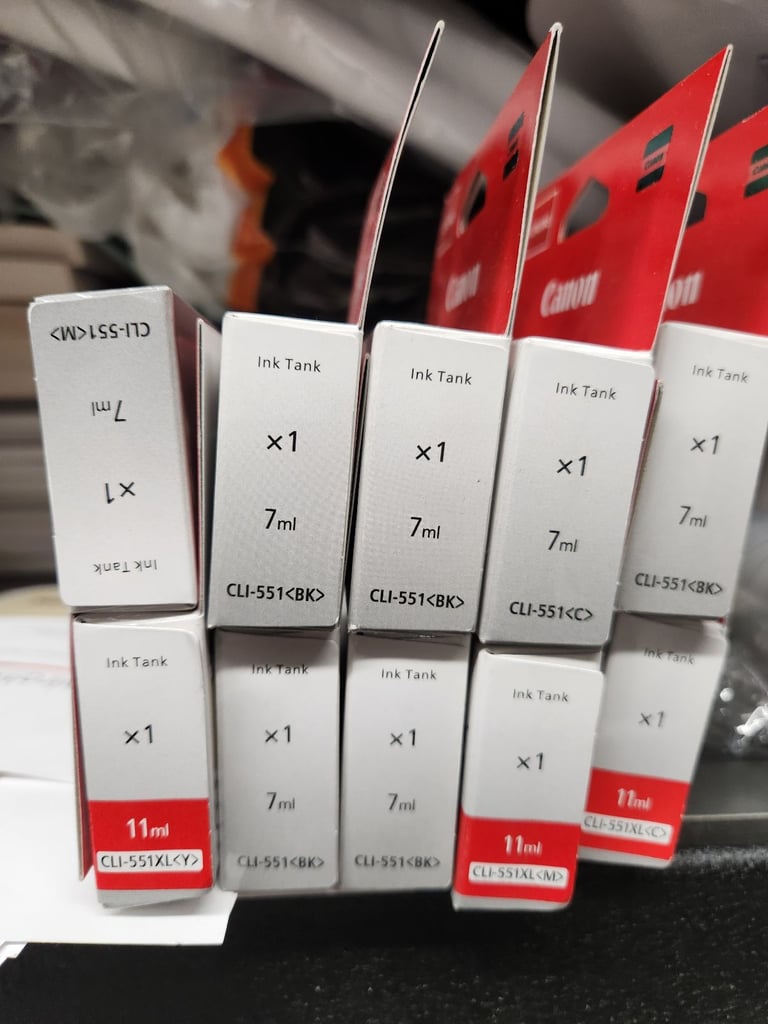 Canon
Canon
CLI-551<M>
7ml
×1
Ink Tank
Ink Tank
×1
7ml
CLI-551<BK>
Ink Tank
×1
7ml
CLI-551<BK>
Ink Tank
×1
7ml
CLI-551<C>
Ink Tank
×1
7ml
CLI-551<BK>
Ink Tank
×1
11ml
CLI-551XL<Y>
Ink Tank
×1
7ml
CLI-551<BK>
Ink Tank
×1
7ml
CLI-551<BK>
Ink Tank
×1
11ml
CLI-551XL<M>
Ink Tank
×1
11ml
CLI-551XL<C>